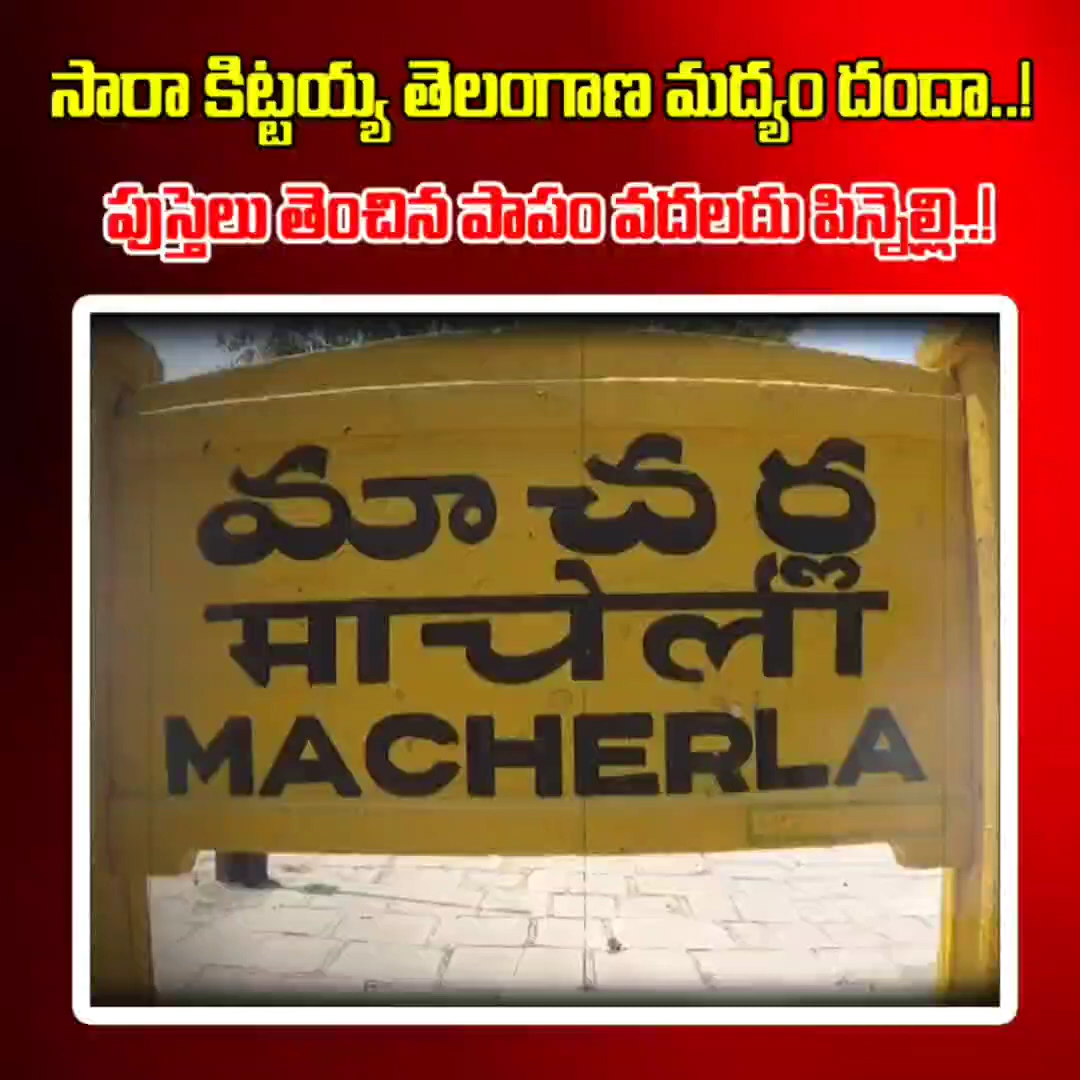 సారా కిట్టయ్య తెలంగాణ మద్యం దందా..!
పుస్తెలు తెంచిన పాపం వదలదు పిన్నెల్లి..!
మాచర్ల
माचेर्ला
MACHERLA